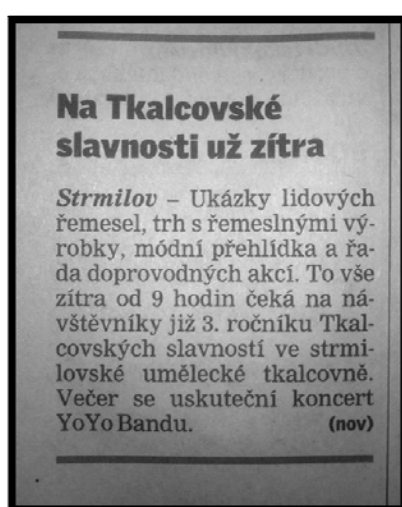 Na Tkalcovské
slavnosti už zítra
Strmilov – Ukázky lidových
řemesel, trh s řemeslnými vý-
robky, módní přehlídka a řa-
da doprovodných akcí. To vše
zítra od 9 hodin čeká na ná-
vštěvníky již 3. ročníku Tkal-
covských slavností ve strmi-
lovské umělecké tkalcovně.
Večer se uskuteční koncert
YoYo Bandu. (nov)